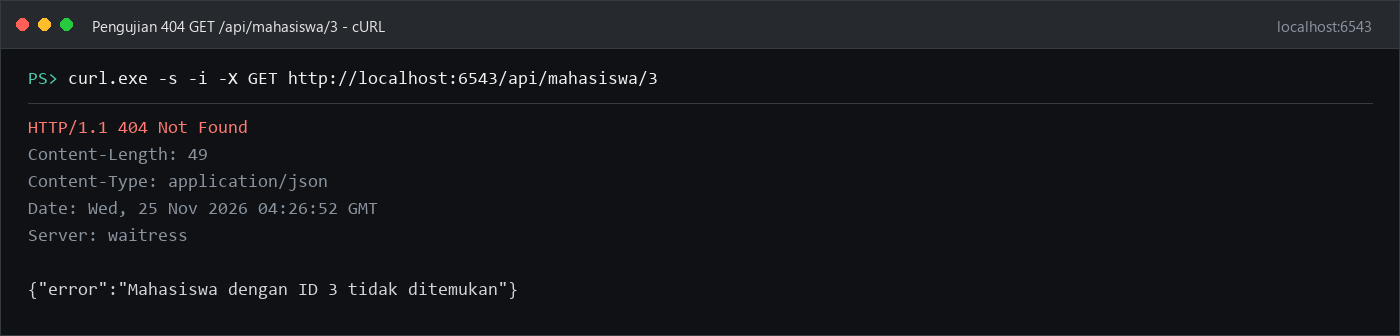 Pengujian 404 GET /api/mahasiswa/3 - cURL
localhost:6543
PS> curl.exe -s -i -X GET http://localhost:6543/api/mahasiswa/3
HTTP/1.1 404 Not Found
Content-Length: 49
Content-Type: application/json
Date: Wed, 25 Nov 2026 04:26:52 GMT
Server: waitress
{"error":"Mahasiswa dengan ID 3 tidak ditemukan"}